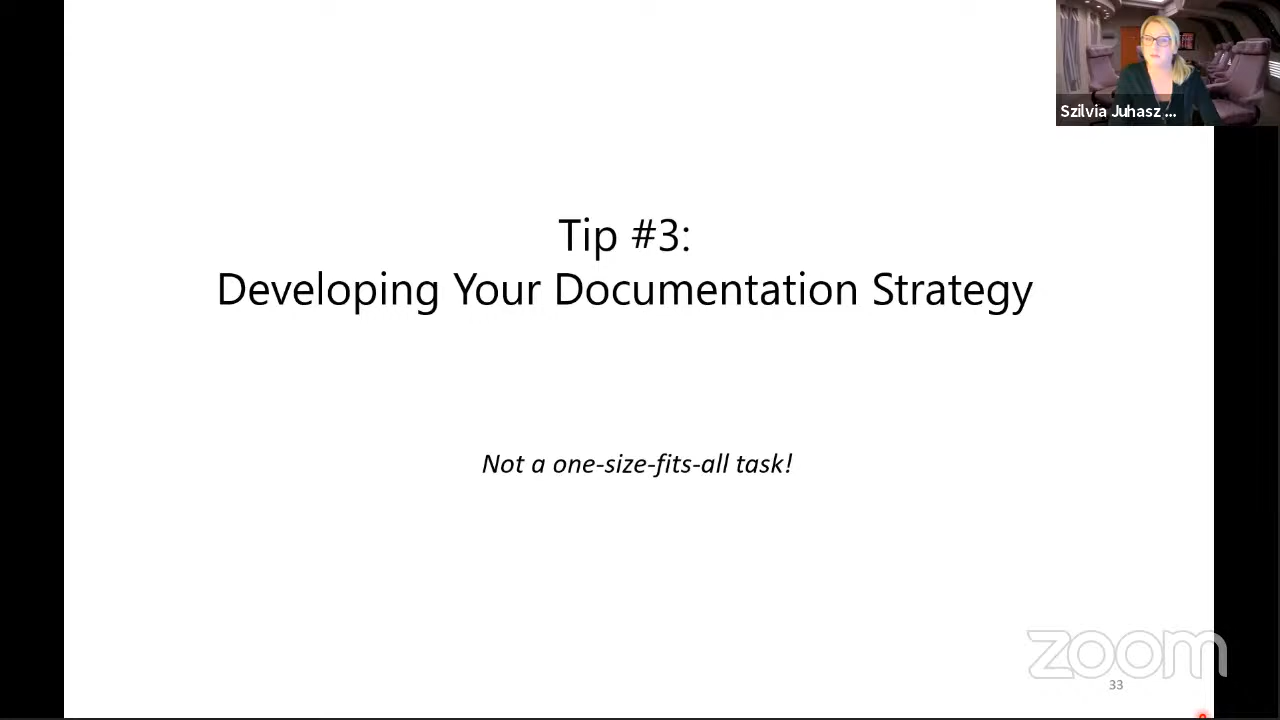 Szilvia Juhasz ...
Tip #3:
Developing Your Documentation Strategy
Not a one-size-fits-all task!
zoom
33